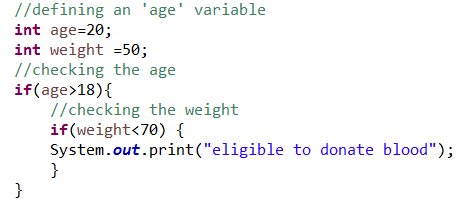 //defining an 'age' variable
int age=20;
int weight =50;
//checking the age
if(age>18){
    //checking the weight
    if(weight<70) {
    System.out.print("eligible to donate blood");
    }
}